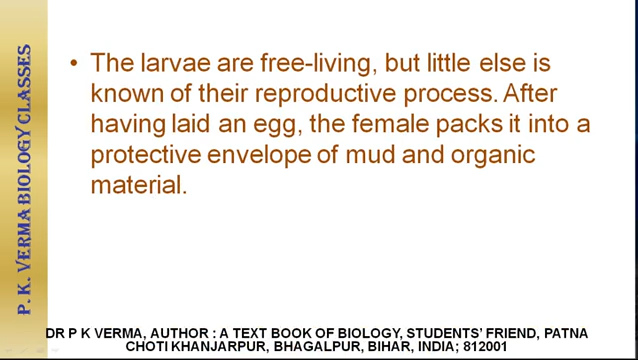 P. K. VERMA BIOLOGY CLASSES
• The larvae are free-living, but little else is
known of their reproductive process. After
having laid an egg, the female packs it into a
protective envelope of mud and organic
material.
DR P K VERMA, AUTHOR : A TEXT BOOK OF BIOLOGY, STUDENTS' FRIEND, PATNA
CHOTI KHANJARPUR, BHAGALPUR, BIHAR, INDIA; 812001